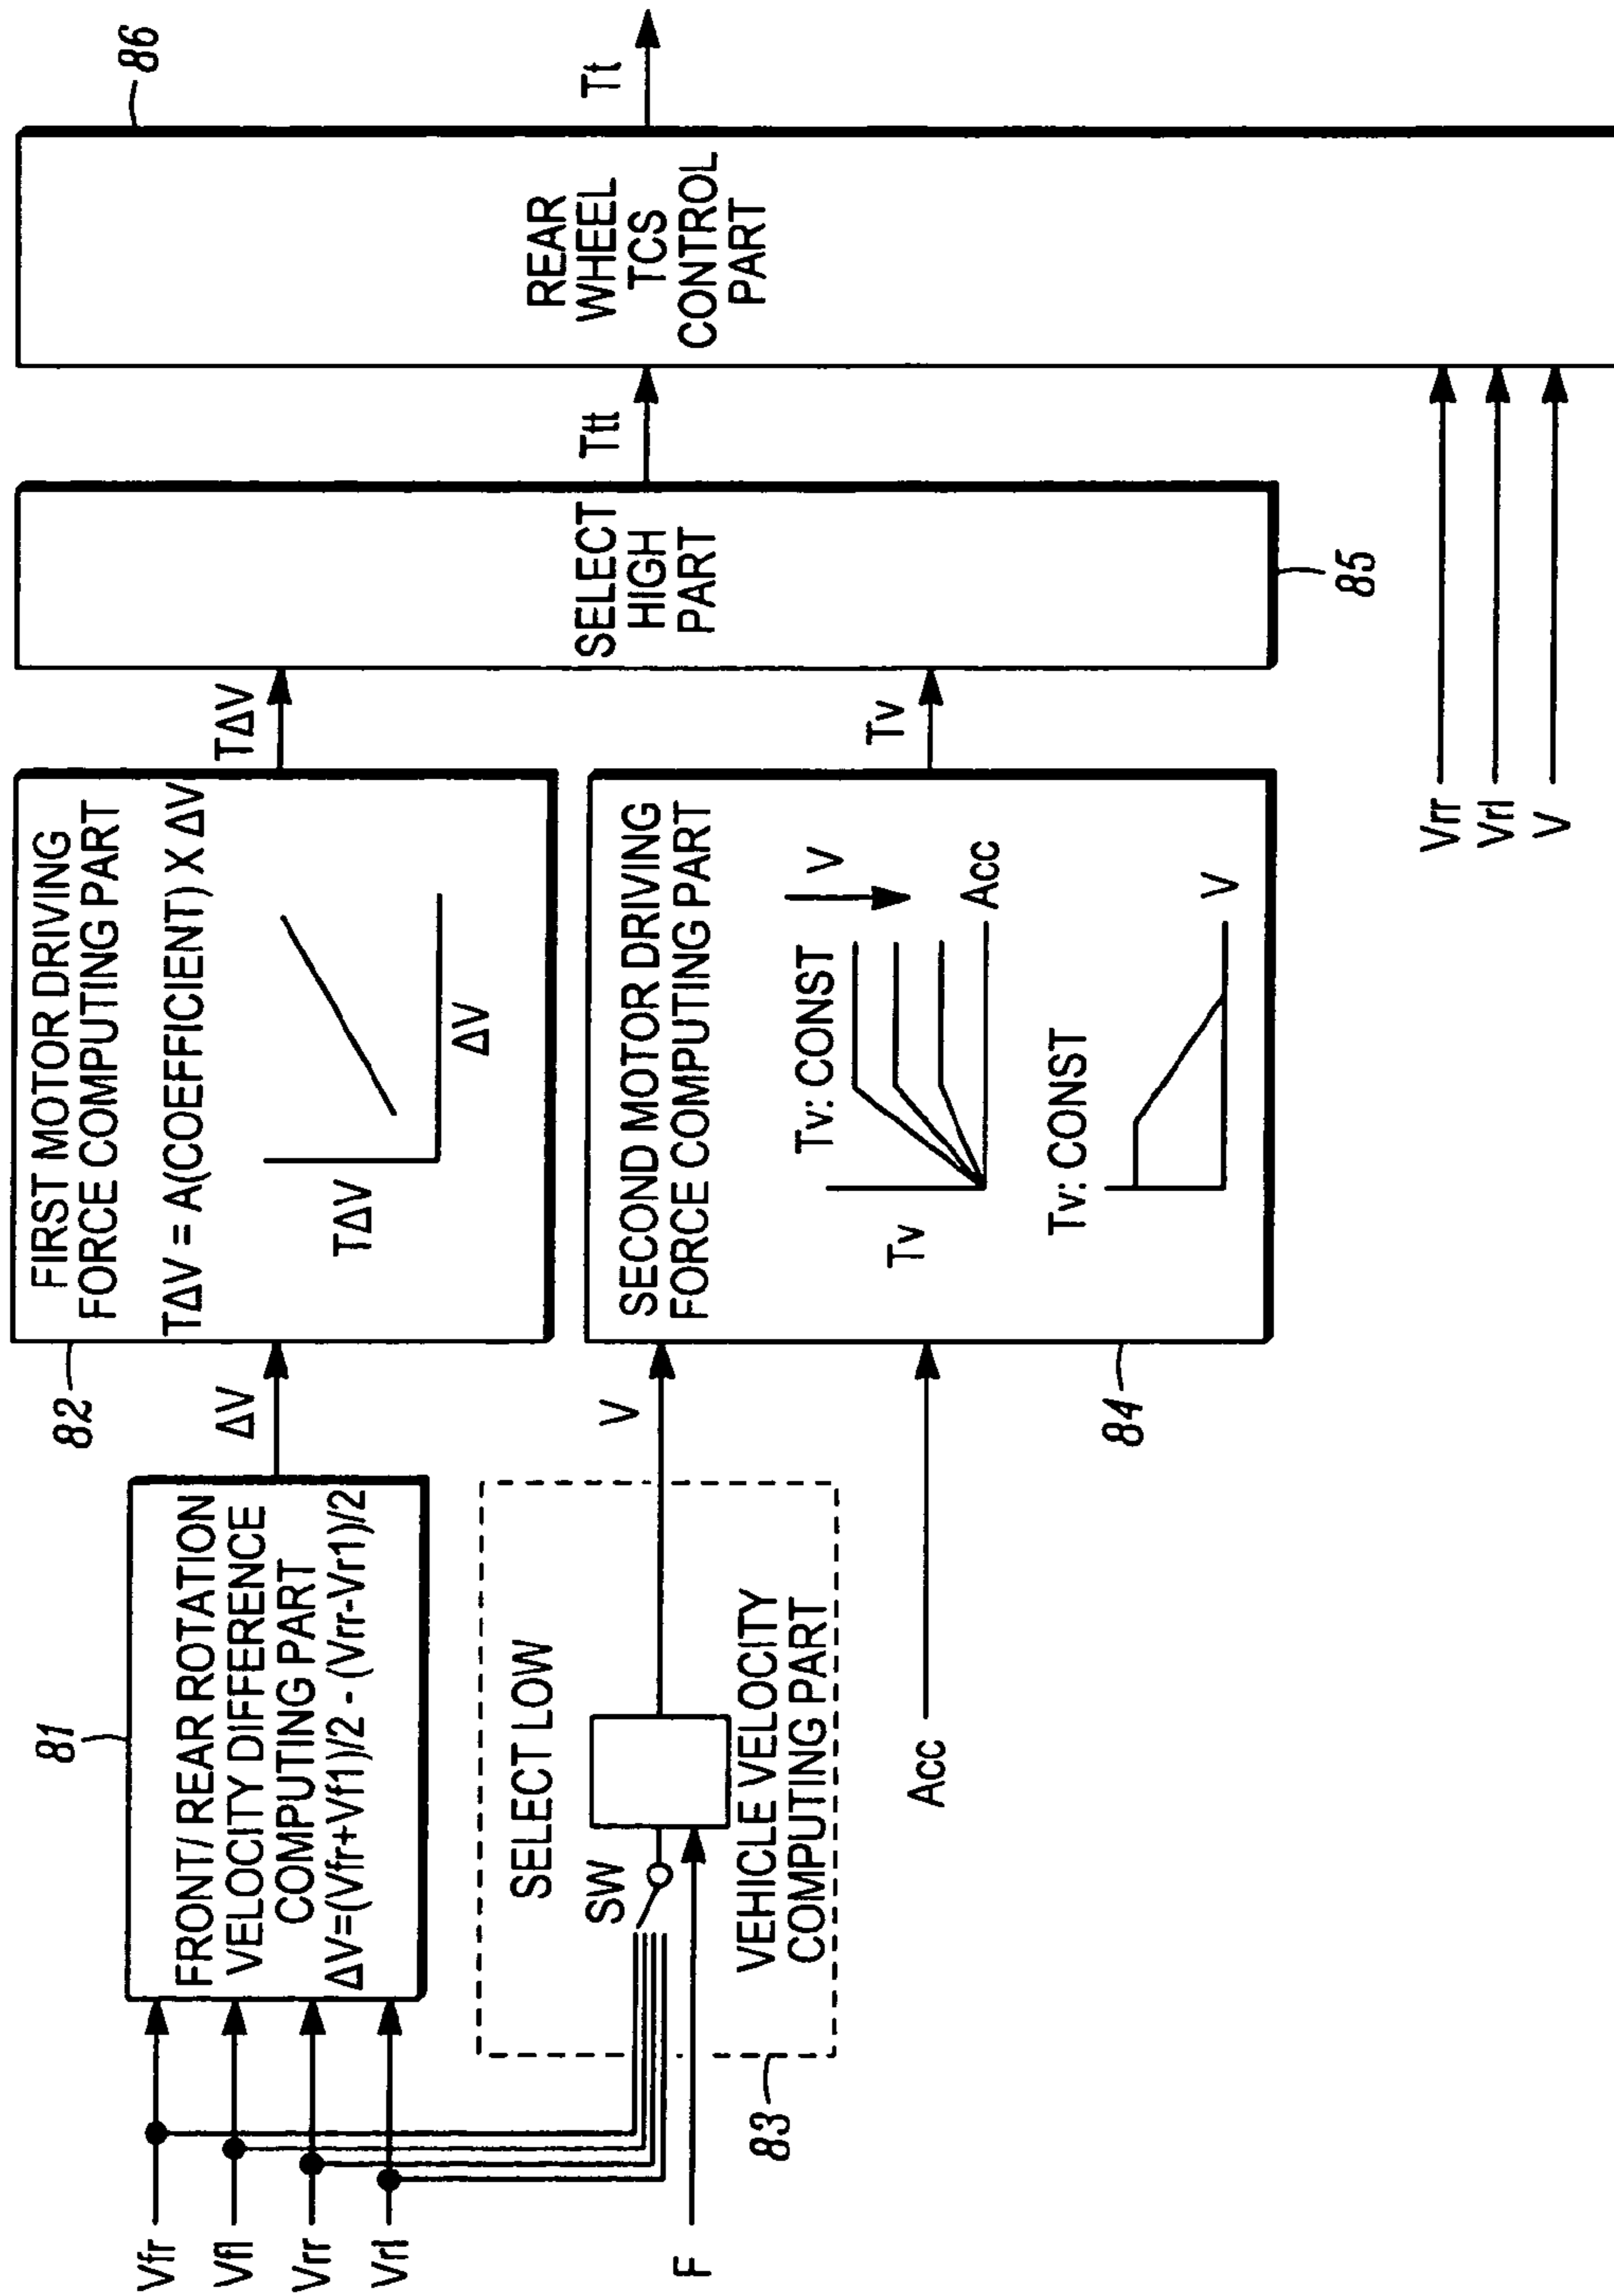 Vfr
Vfl
Vrr
Vrl
F
81
FRONT/ REAR ROTATION
VELOCITY DIFFERENCE
COMPUTING PART
ΔV=(Vfr+Vf1)/2 - (Vrr-Vr1)/2
ΔV
82
FIRST MOTOR DRIVING
FORCE COMPUTING PART
TΔV = A(COEFFICIENT) X ΔV
TΔV
ΔV
TΔV
SELECT LOW
SW
VEHICLE VELOCITY
COMPUTING PART
83
V
Acc
84
SECOND MOTOR DRIVING
FORCE COMPUTING PART
Tv: CONST
V
Tv
Acc
Tv: CONST
V
Tv
SELECT
HIGH
PART
85
Ttt
REAR
WHEEL
TCS
CONTROL
PART
86
Tt
Vrr
Vrl
V